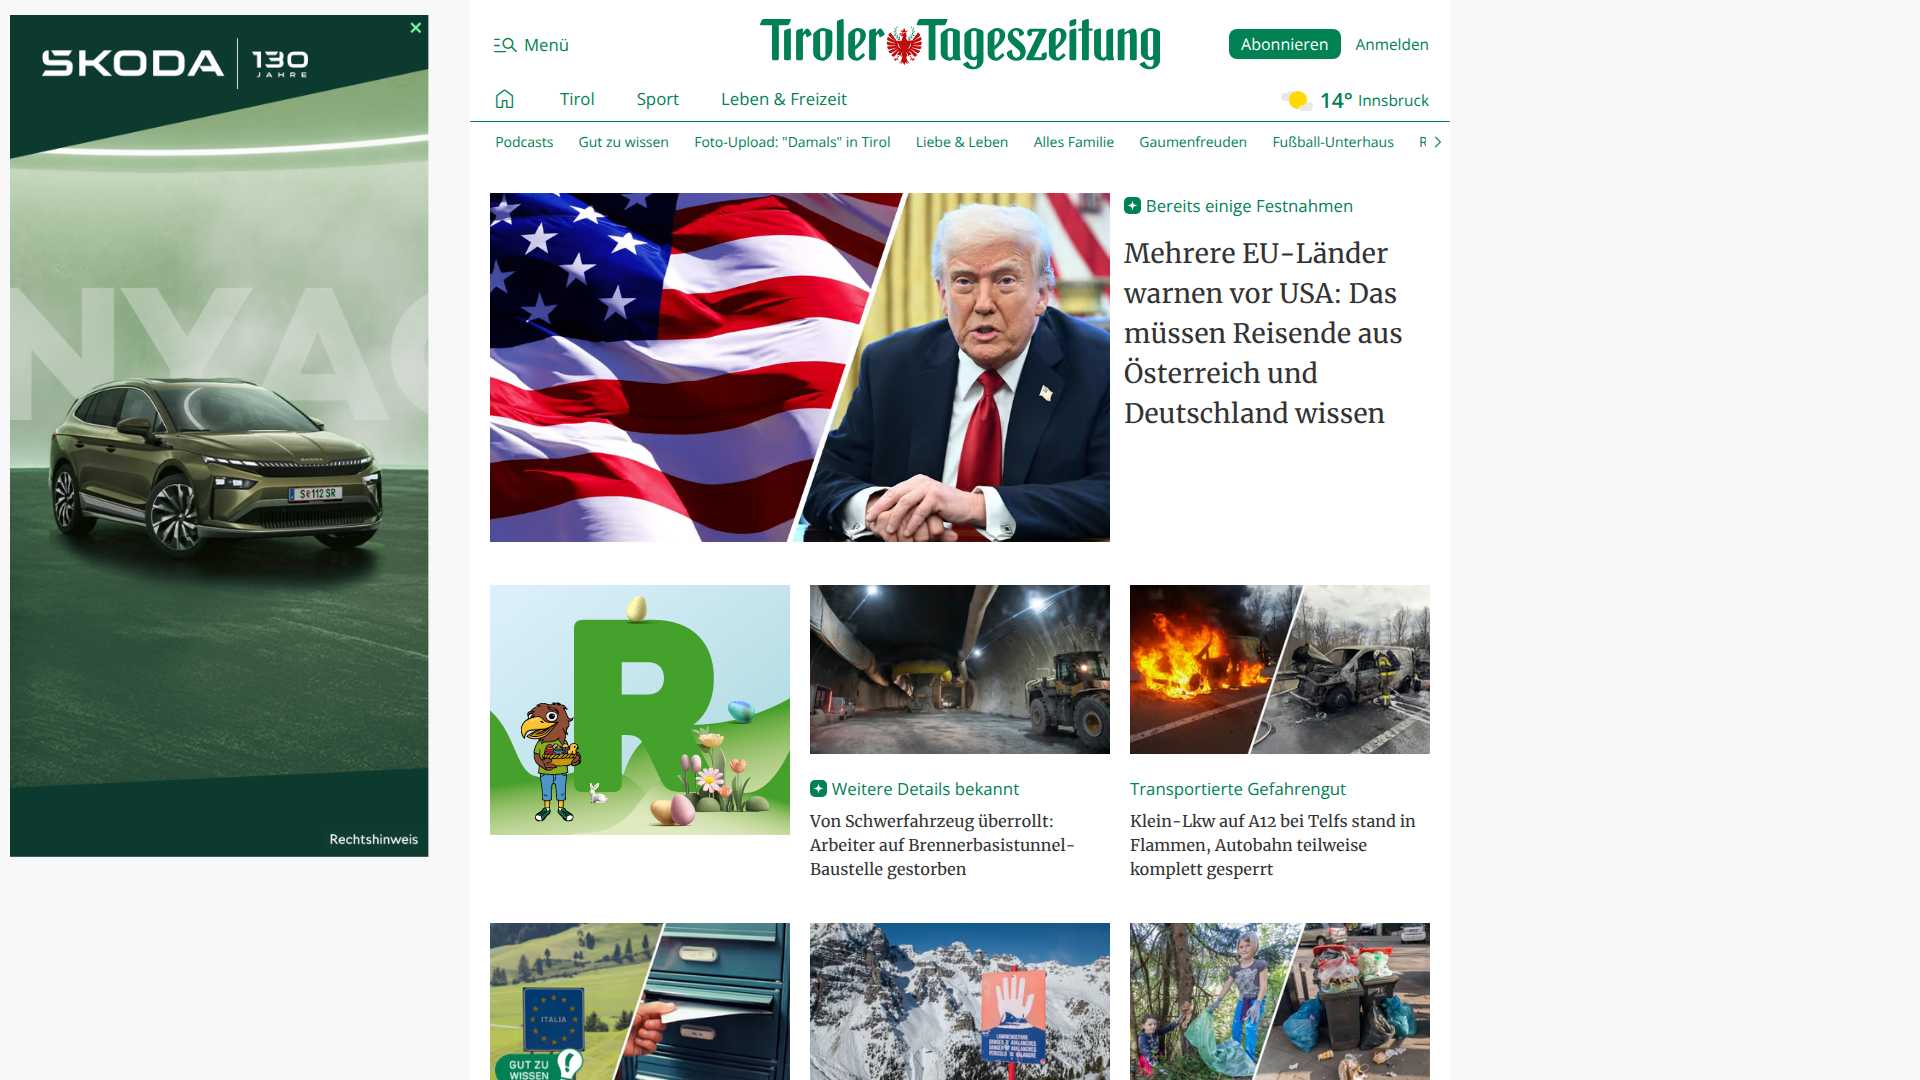 SKODA 130
JAHRE
NYAC
S 112 SR
Rechtshinweis
Menü
Tiroler Tageszeitung
Abonnieren
Anmelden
Tirol
Sport
Leben & Freizeit
14° Innsbruck
Podcasts
Gut zu wissen
Foto-Upload: "Damals" in Tirol
Liebe & Leben
Alles Familie
Gaumenfreuden
Fußball-Unterhaus
R
Bereits einige Festnahmen
Mehrere EU-Länder
warnen vor USA: Das
müssen Reisende aus
Österreich und
Deutschland wissen
R
Weitere Details bekannt
Von Schwerfahrzeug überrollt:
Arbeiter auf Brennerbasistunnel-
Baustelle gestorben
Transportierte Gefahrengut
Klein-Lkw auf A12 bei Telfs stand in
Flammen, Autobahn teilweise
komplett gesperrt
ITALIA
GUT ZU
WISSEN